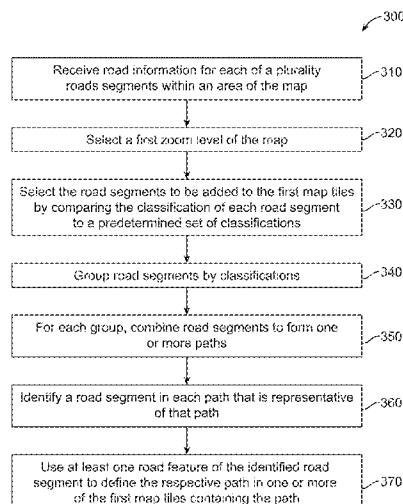 300
Receive road information for each of a plurality
roads segments within an area of the map
310
Select a first zoom level of the map
320
Select the road segments to be added to the first map tiles
by comparing the classification of each road segment
to a predetermined set of classifications
330
Group road segments by classifications
340
For each group, combine road segments to form one
or more paths
350
Identify a road segment in each path that is representative
of that path
360
Use at least one road feature of the identified road
segment to define the respective path in one or more
of the first map tiles containing the path
370